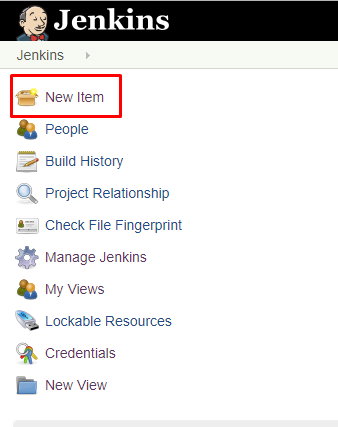 Jenkins
Jenkins
New Item
People
Build History
Project Relationship
Check File Fingerprint
Manage Jenkins
My Views
Lockable Resources
Credentials
New View